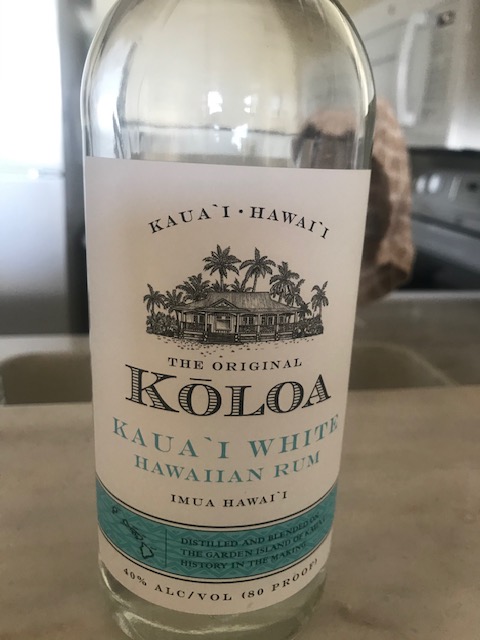 KAUA`I · HAWAI`I
THE ORIGINAL
KŌLOA
KAUA`I WHITE
HAWAIIAN RUM
IMUA HAWAI`I
DISTILLED AND BLENDED ON
THE GARDEN ISLAND OF KAUA`I
HISTORY IN THE MAKING
40% ALC/VOL (80 PROOF)